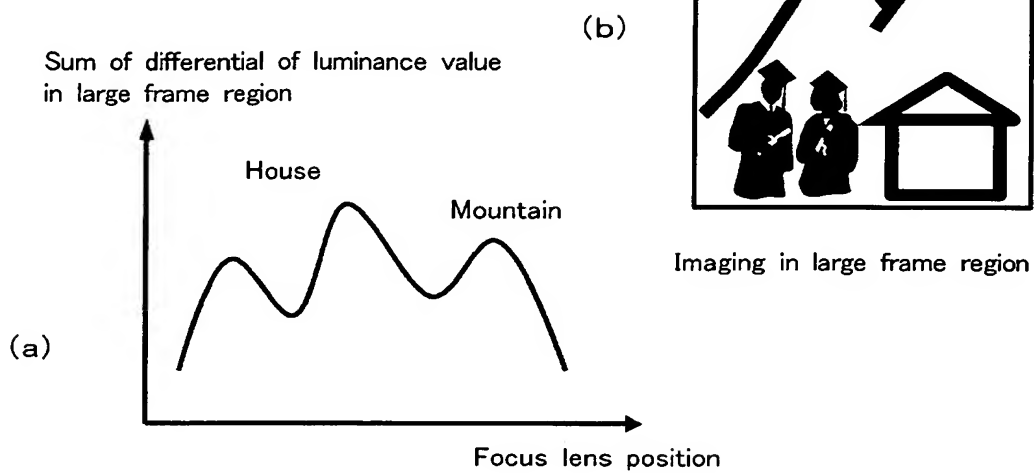 (b)
Sum of differential of luminance value
in large frame region
House
Mountain
Imaging in large frame region
(a)
Focus lens position